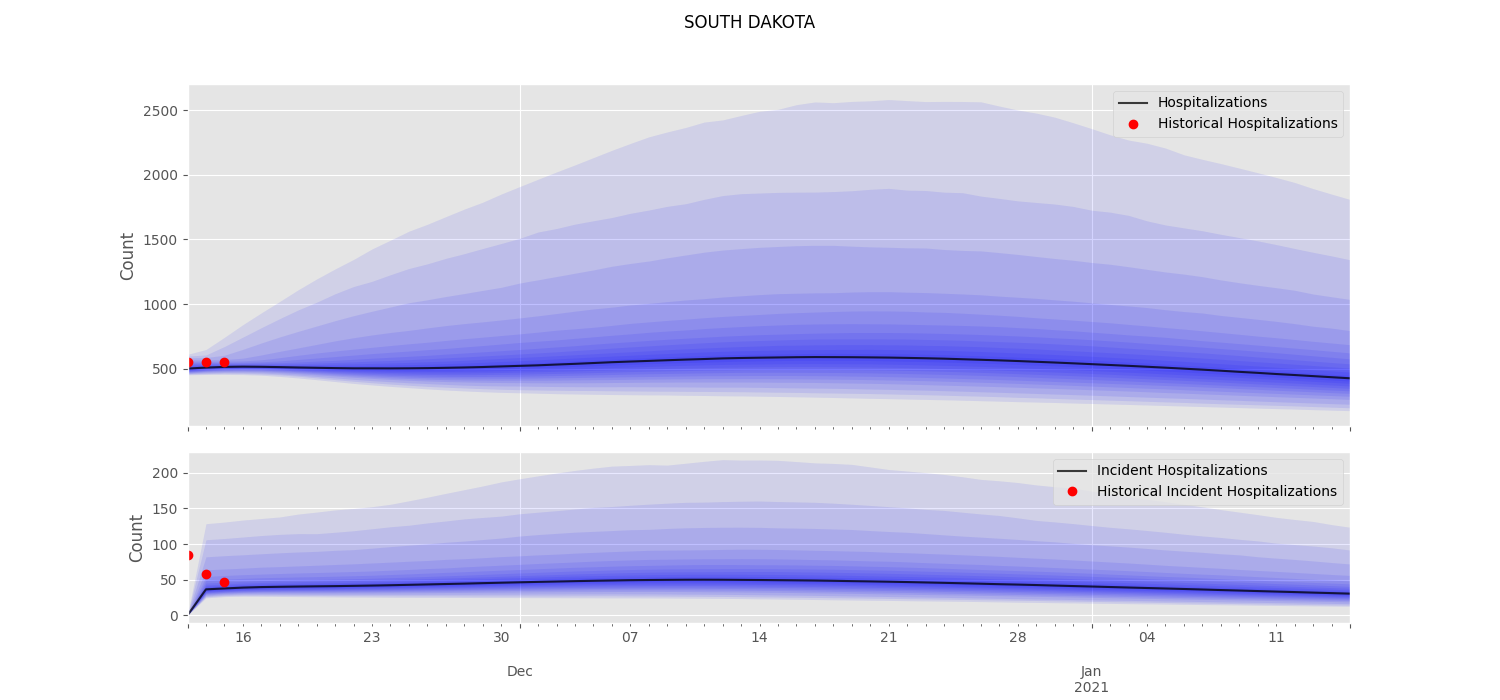 SOUTH DAKOTA
Count
2500
2000
1500
1000
500
Hospitalizations
Historical Hospitalizations
Count
200
150
100
50
0
Incident Hospitalizations
Historical Incident Hospitalizations
16 23 30 07 14 21 28 04 11
Dec Jan
2021